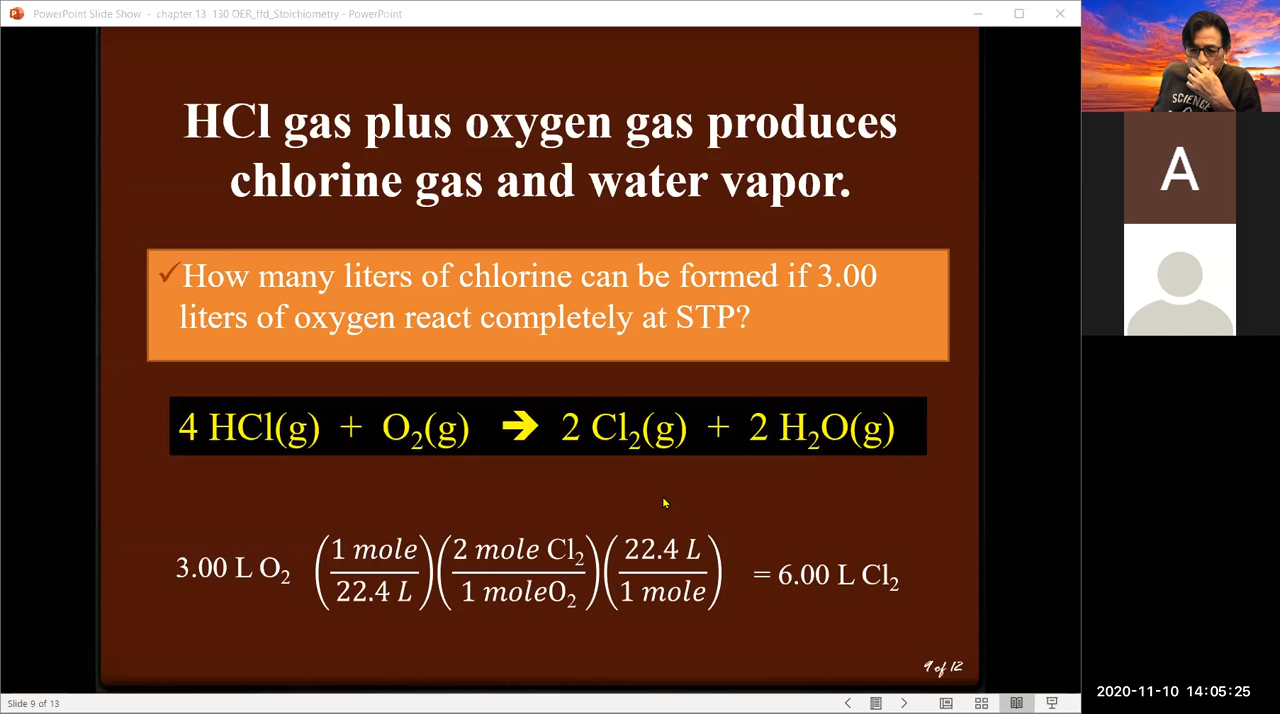 PowerPoint Slide Show - chapter 13 130 OER_ffd_Stoichiometry - PowerPoint
HCl gas plus oxygen gas produces
chlorine gas and water vapor.
✓How many liters of chlorine can be formed if 3.00
liters of oxygen react completely at STP?
4 HCl(g) + O₂(g) ➔ 2 Cl₂(g) + 2 H₂O(g)
3.00 L O₂ (1 mole / 22.4 L)(2 mole Cl₂ / 1 moleO₂)(22.4 L / 1 mole) = 6.00 L Cl₂
9 of 12
Slide 9 of 13
SCIENCE
A
2020-11-10 14:05:25